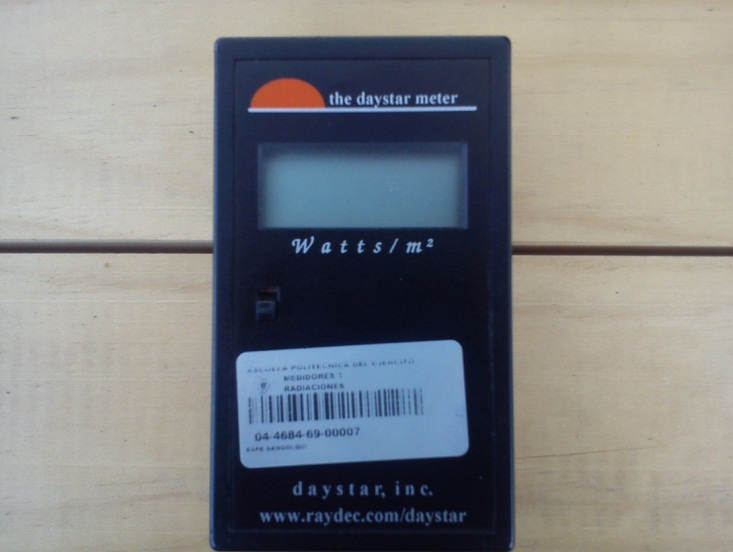 the daystar meter
Watts/m²
ESCUELA POLITECNICA DEL EJERCITO
MEDIDORES
RADIACIONES
04-4684-69-00007
daystar, inc.
www.raydec.com/daystar